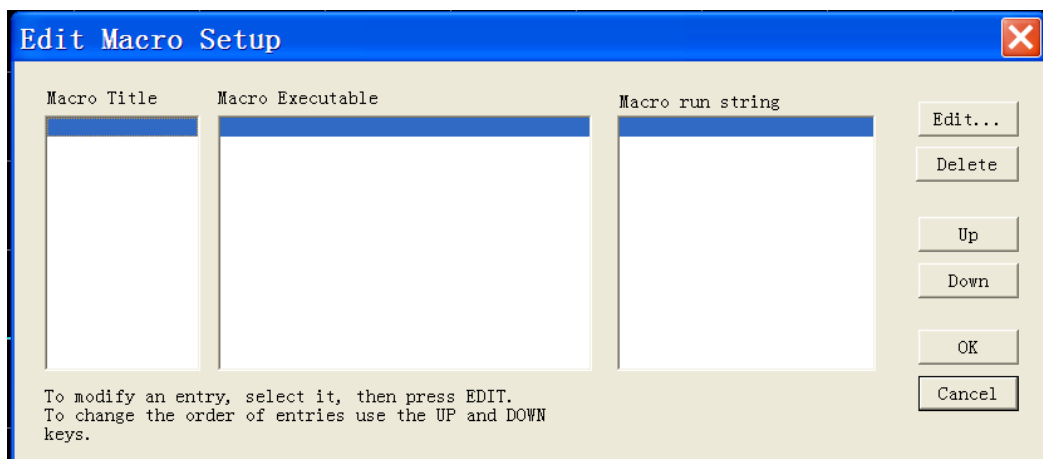 Edit Macro Setup
Macro Title
Macro Executable
Macro run string
Edit...
Delete
Up
Down
OK
Cancel
To modify an entry, select it, then press EDIT.
To change the order of entries use the UP and DOWN
keys.